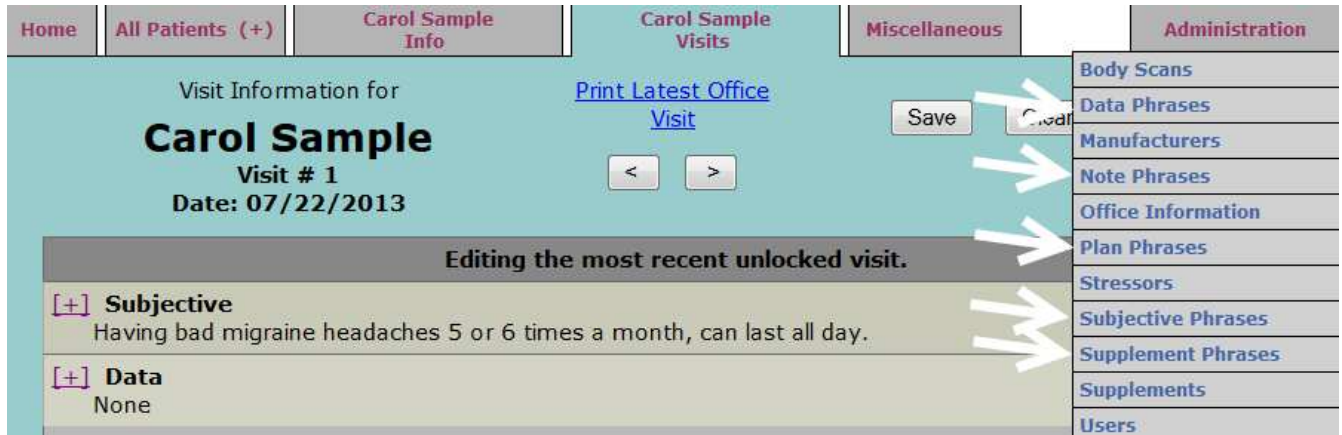 Home
All Patients (+)
Carol Sample
Info
Carol Sample
Visits
Miscellaneous
Administration
Visit Information for
Carol Sample
Visit # 1
Date: 07/22/2013
Print Latest Office
Visit
< >
Save
Clear
Body Scans
Data Phrases
Manufacturers
Note Phrases
Office Information
Plan Phrases
Stressors
Subjective Phrases
Supplement Phrases
Supplements
Users
Editing the most recent unlocked visit.
[+] Subjective
Having bad migraine headaches 5 or 6 times a month, can last all day.
[+] Data
None